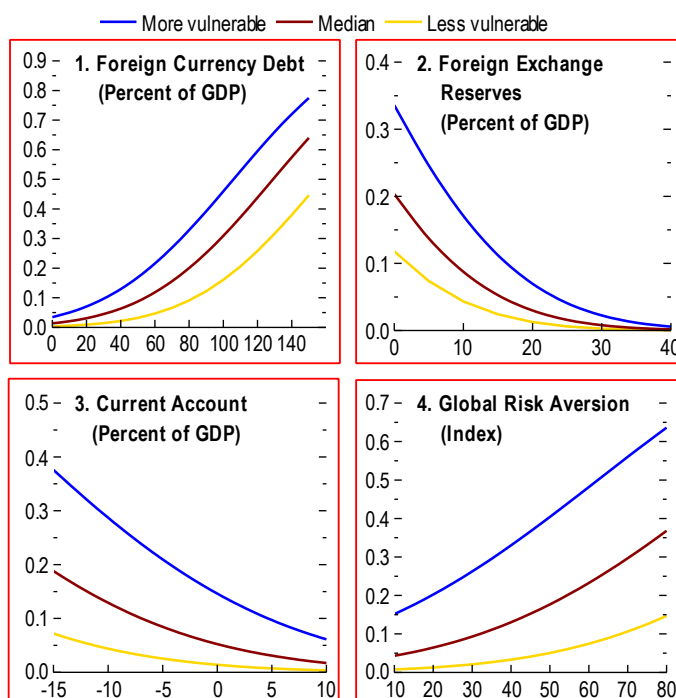 More vulnerable Median Less vulnerable
1. Foreign Currency Debt
(Percent of GDP)
0.9
0.8
0.7
0.6
0.5
0.4
0.3
0.2
0.1
0.0
0 20 40 60 80 100 120 140
2. Foreign Exchange
Reserves
(Percent of GDP)
0.4
0.3
0.2
0.1
0.0
0 10 20 30 40
3. Current Account
(Percent of GDP)
0.5
0.4
0.3
0.2
0.1
0.0
-15 -10 -5 0 5 10
4. Global Risk Aversion
(Index)
0.7
0.6
0.5
0.4
0.3
0.2
0.1
0.0
10 20 30 40 50 60 70 80